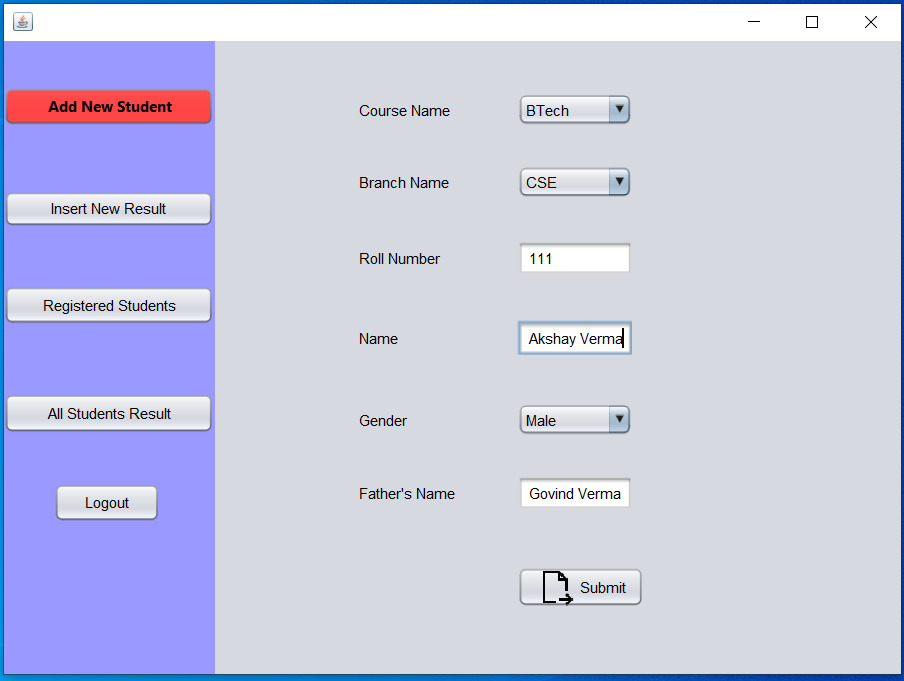 Add New Student
Insert New Result
Registered Students
All Students Result
Logout
Course Name BTech
Branch Name CSE
Roll Number 111
Name Akshay Verma
Gender Male
Father's Name Govind Verma
Submit